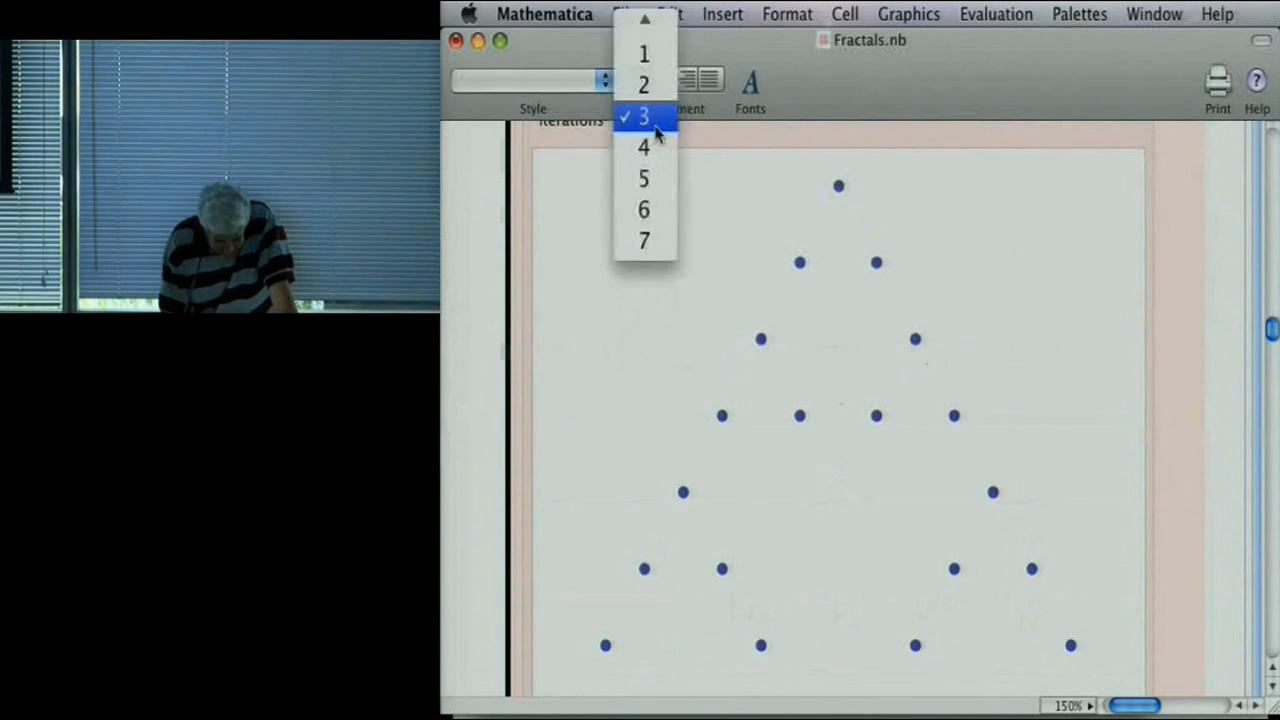 Mathematica Edit Insert Format Cell Graphics Evaluation Palettes Window Help
Fractals.nb
Style Fonts Print Help
Iterations
1
2
✓ 3
4
5
6
7
150%